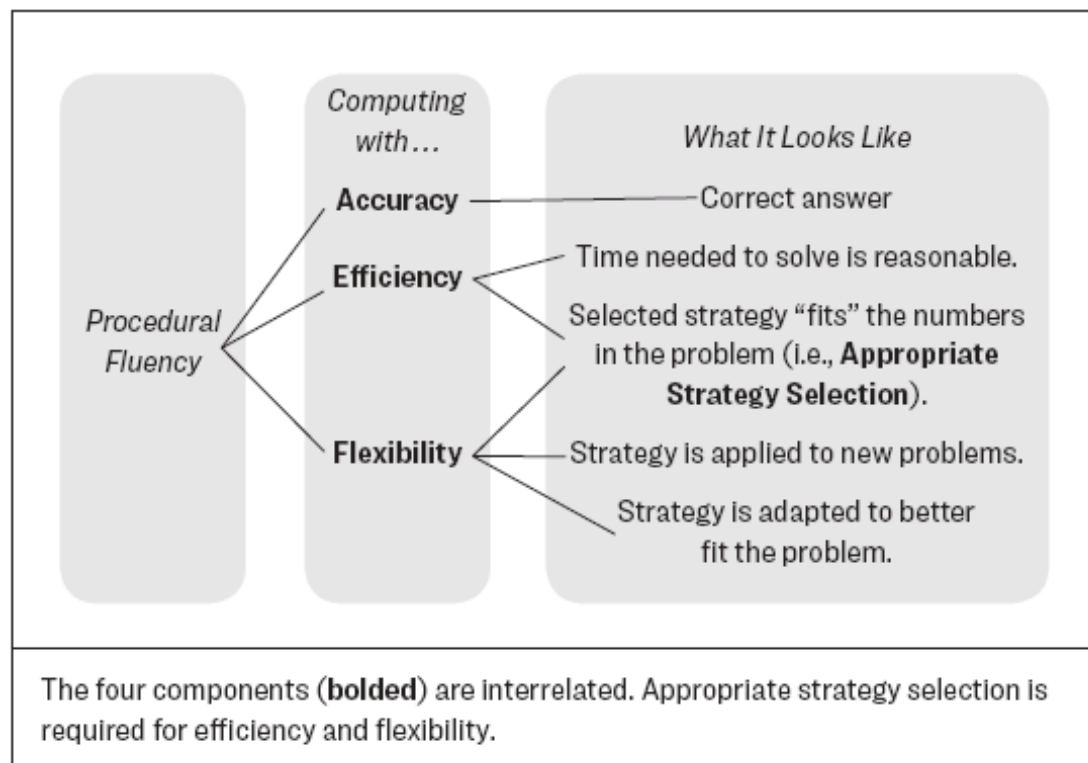 Procedural
Fluency
Computing
with…
Accuracy
Efficiency
Flexibility
What It Looks Like
Correct answer
Time needed to solve is reasonable.
Selected strategy “fits” the numbers
in the problem (i.e., Appropriate
Strategy Selection).
Strategy is applied to new problems.
Strategy is adapted to better
fit the problem.
The four components (bolded) are interrelated. Appropriate strategy selection is
required for efficiency and flexibility.